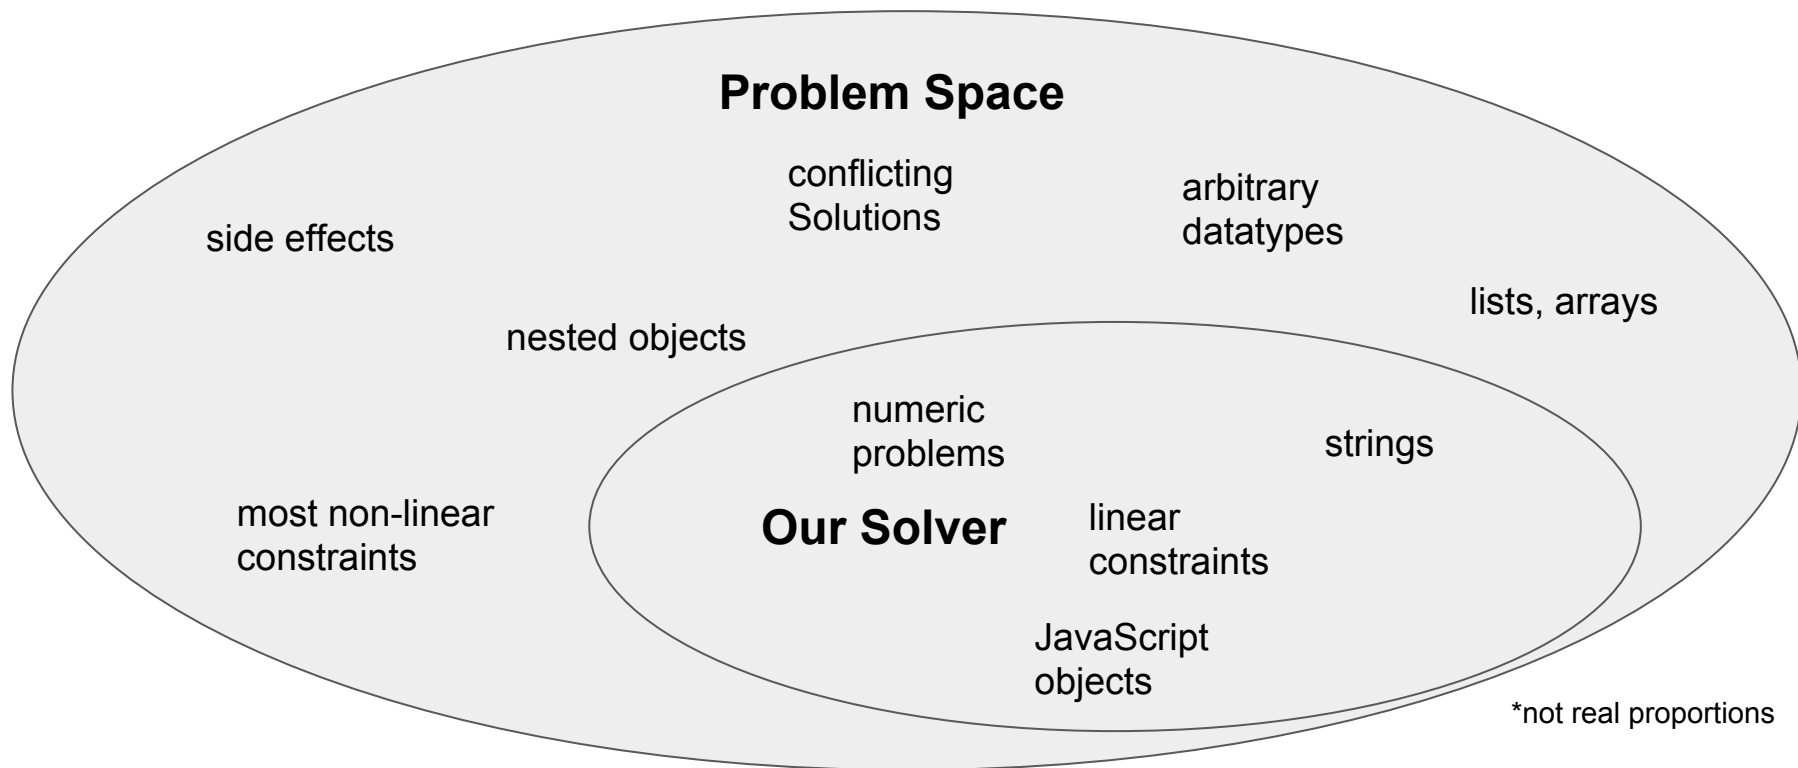 Problem Space
conflicting
Solutions
arbitrary
datatypes
side effects
lists, arrays
nested objects
numeric
problems
strings
most non-linear
constraints
Our Solver
linear
constraints
JavaScript
objects
*not real proportions